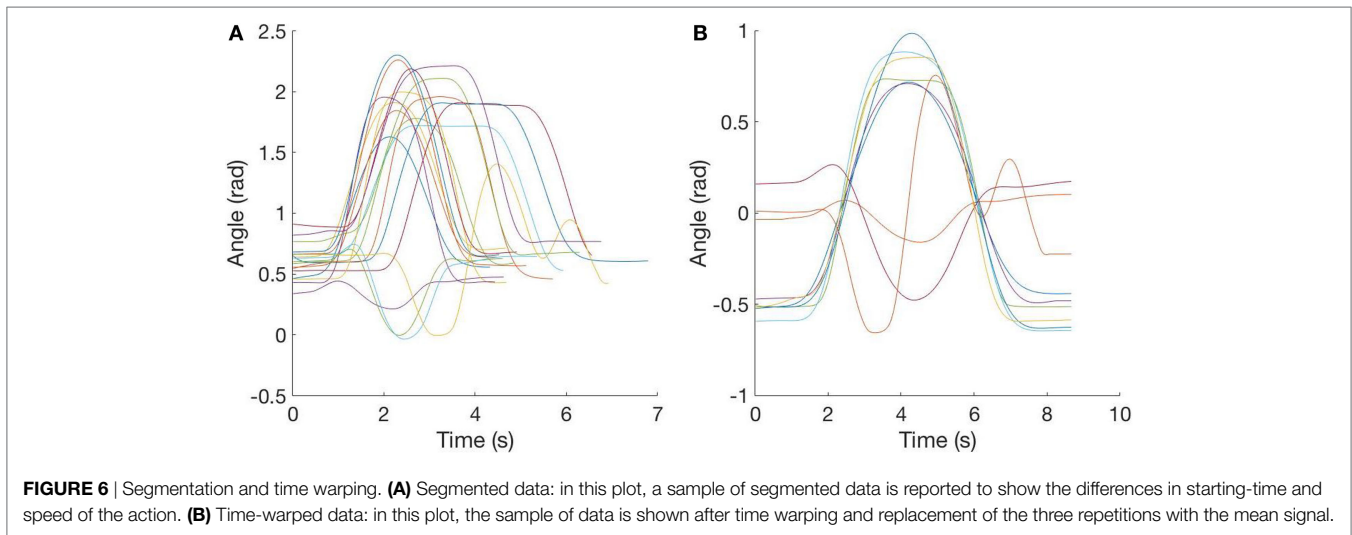 A
B
2.5
2
1.5
1
0.5
0
-0.5
Angle (rad)
0
2
4
6
7
Time (s)
1
0.5
0
-0.5
-1
Angle (rad)
0
2
4
6
8
10
Time (s)
FIGURE 6 | Segmentation and time warping. (A) Segmented data: in this plot, a sample of segmented data is reported to show the differences in starting-time and
speed of the action. (B) Time-warped data: in this plot, the sample of data is shown after time warping and replacement of the three repetitions with the mean signal.